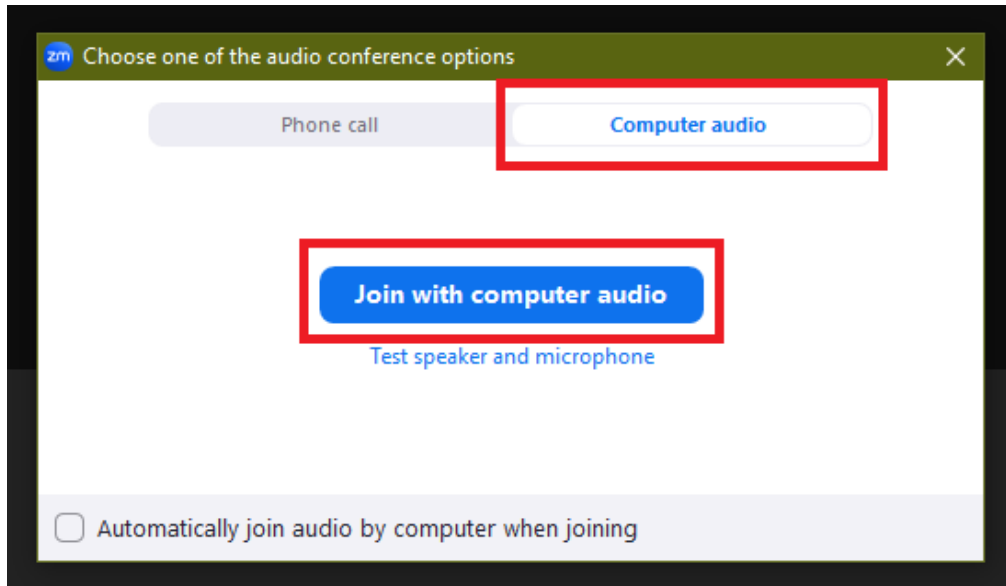 zm Choose one of the audio conference options
Phone call Computer audio
Join with computer audio
Test speaker and microphone
Automatically join audio by computer when joining